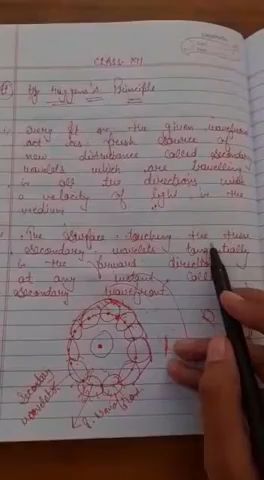 CLASS - XII
by Huygen's Principle
Every pt on the given wavefront
act as fresh source of
new disturbance called secondary
wavelets which are travelling
in all the directions with
a velocity of light in the
medium
The Surface touching the
secondary wavelets tangentially
in the forward direction
at any instant, call
secondary wavefront
Secondary
wavelets